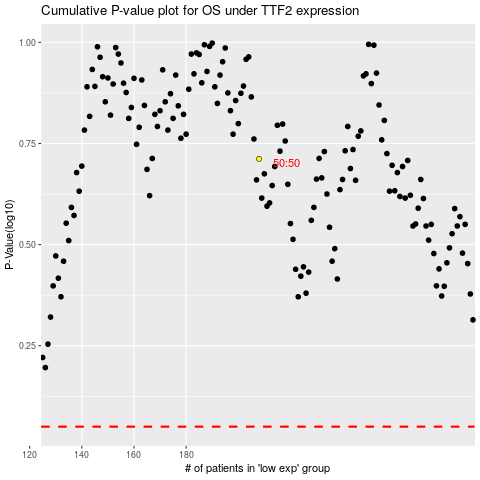 Cumulative P-value plot for OS under TTF2 expression
P-Value(log10)
1.00
0.75
0.50
0.25
50:50
120 140 160 180
# of patients in 'low exp' group